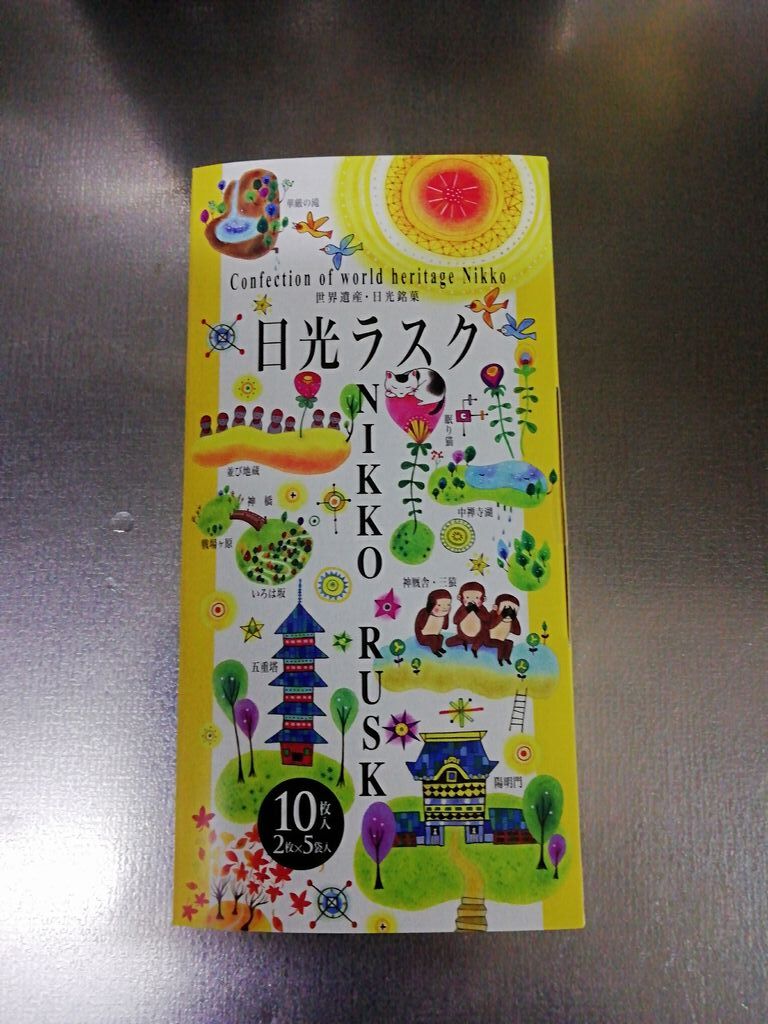 華厳の滝
Confection of world heritage Nikko
世界遺産・日光銘菓
日光ラスク
NIKKO RUSK
眠り猫
並び地蔵
神橋
中禅寺湖
戦場ヶ原
神厩舎・三猿
いろは坂
五重塔
陽明門
10枚入
2枚×5袋入